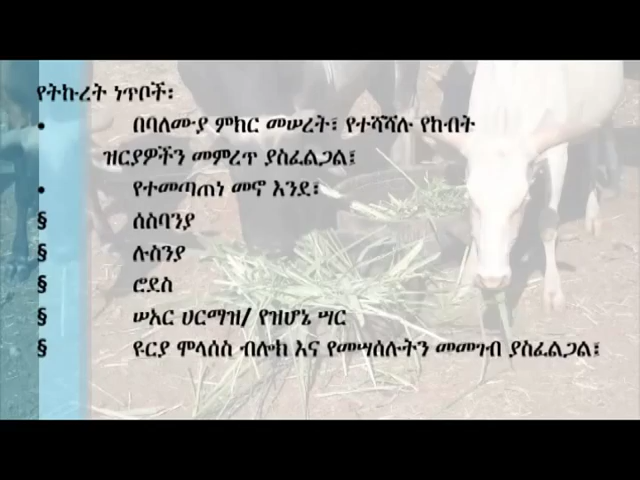 የትኩረት ነጥቦች፡
• በባለሙያ ምክር መሠረት፣ የተሻሻሉ የከብት
ዝርያዎችን መምረጥ ያስፈልጋል፤
• የተመጣጠነ መኖ እንደ፣
§ ሰስባንያ
§ ሉስንያ
§ ሮደስ
§ ሠአር ሀርማዝ/ የዝሆኔ ሣር
§ ዩርያ ሞላሰስ ብሎክ እና የመሣሰሉትን መመገብ ያስፈልጋል፤